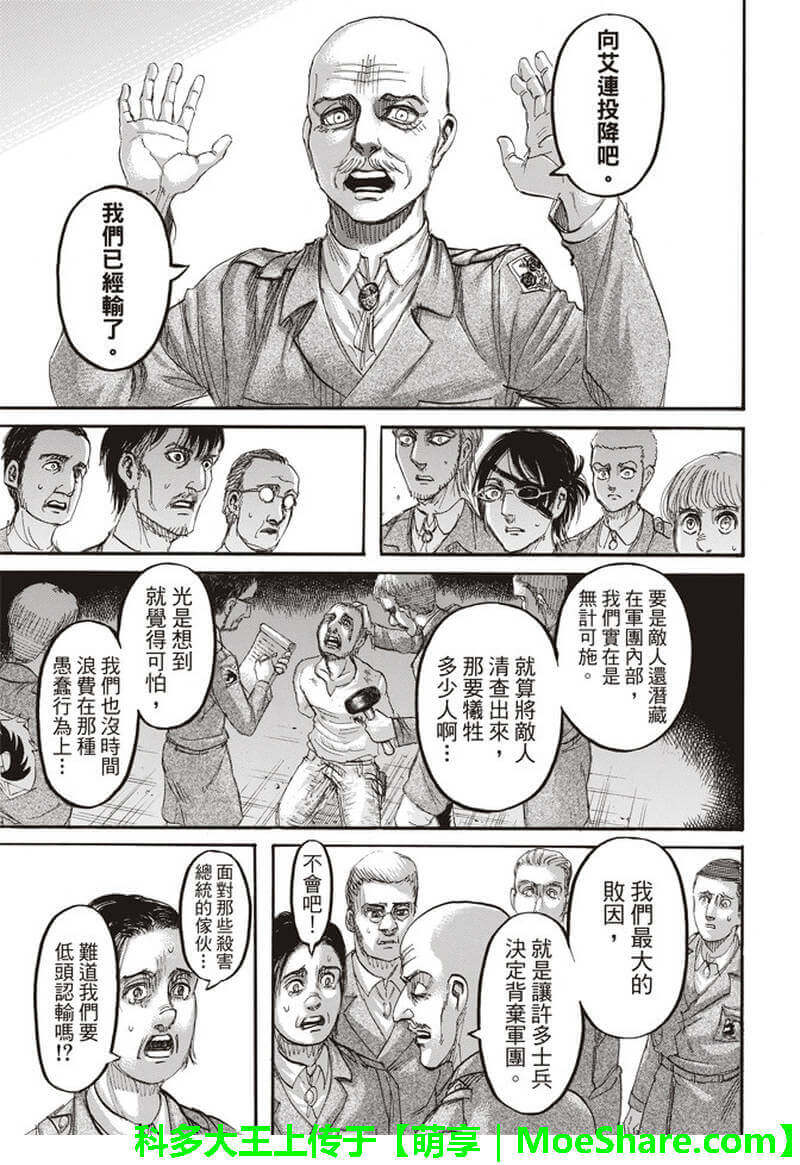 向艾連投降吧。
我們已經輸了。
要是敵人還潛藏
在軍團內部，
我們實在是
無計可施。
就算將敵人
清查出來，
那要犧牲
多少人啊…
光是想到
就覺得可怕，
我們也沒時間
浪費在那種
愚蠢行為上…
我們最大的
敗因，
就是讓許多士兵
決定背棄軍團。
不會吧！
面對那些殺害
總統的傢伙…
難道我們要
低頭認輸嗎!?
科多大王上传于【萌享 | MoeShare.com】